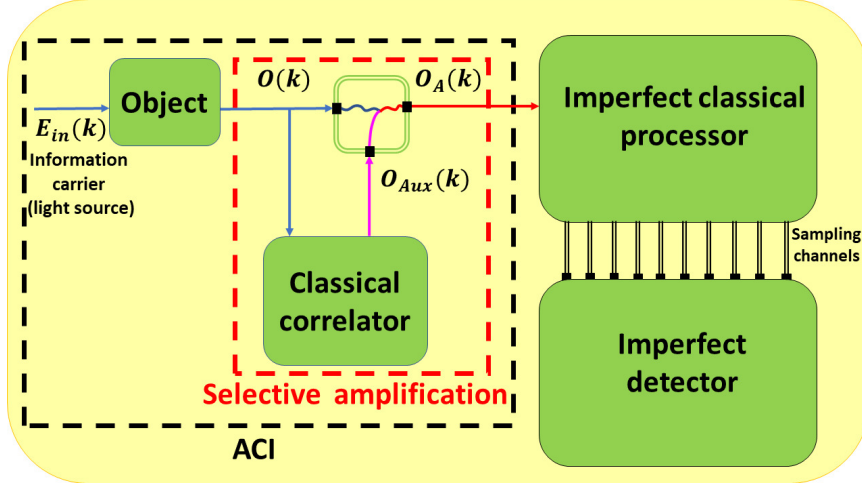 Object
E_in(k)
Information
carrier
(light source)
O(k)
O_A(k)
O_Aux(k)
Classical
correlator
Selective amplification
ACI
Imperfect classical
processor
Sampling
channels
Imperfect
detector